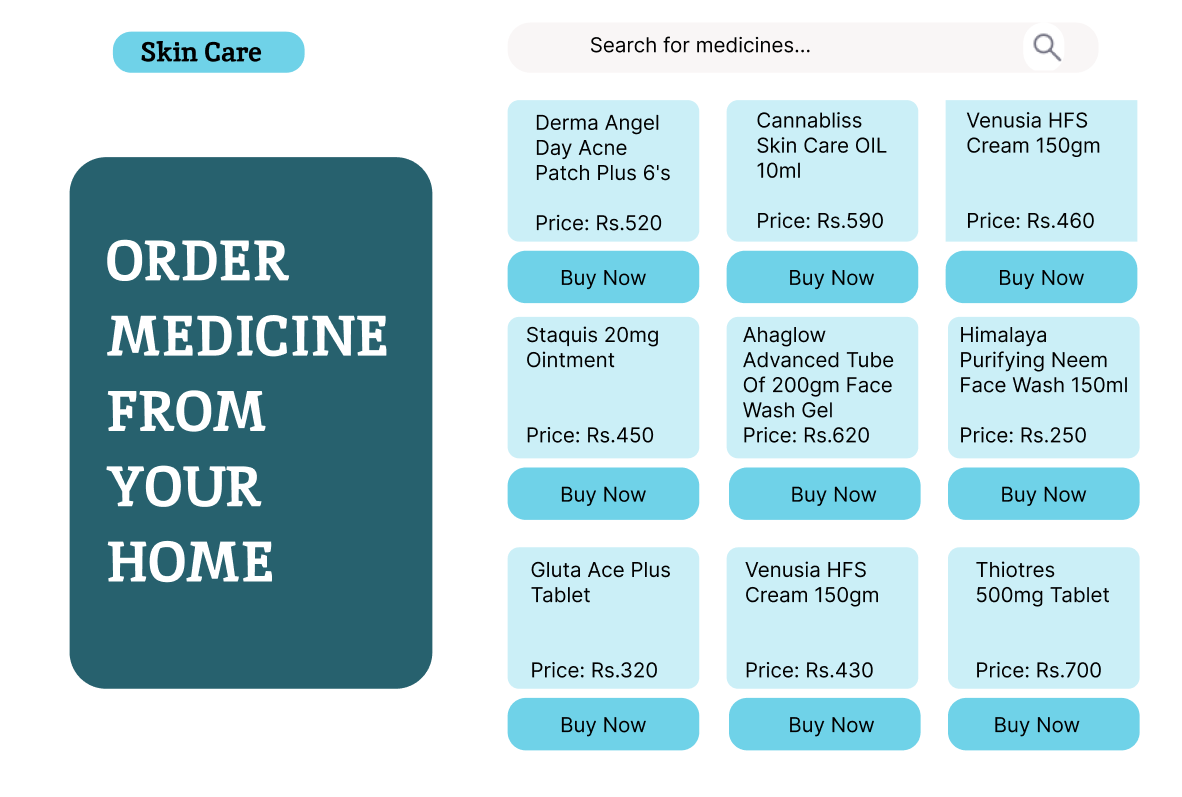 Skin Care
Search for medicines...
ORDER
MEDICINE
FROM
YOUR
HOME
Derma Angel
Day Acne
Patch Plus 6's
Price: Rs.520
Buy Now
Cannabliss
Skin Care OIL
10ml
Price: Rs.590
Buy Now
Venusia HFS
Cream 150gm
Price: Rs.460
Buy Now
Staquis 20mg
Ointment
Price: Rs.450
Buy Now
Ahaglow
Advanced Tube
Of 200gm Face
Wash Gel
Price: Rs.620
Buy Now
Himalaya
Purifying Neem
Face Wash 150ml
Price: Rs.250
Buy Now
Gluta Ace Plus
Tablet
Price: Rs.320
Buy Now
Venusia HFS
Cream 150gm
Price: Rs.430
Buy Now
Thiotres
500mg Tablet
Price: Rs.700
Buy Now